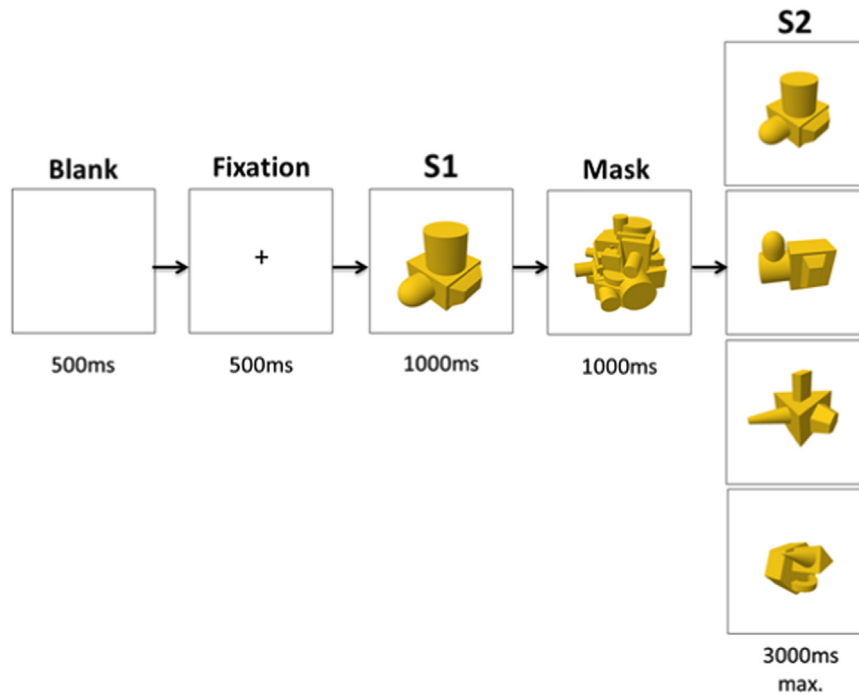 S2
Blank
Fixation
S1
Mask
+
500ms
500ms
1000ms
1000ms
3000ms
max.